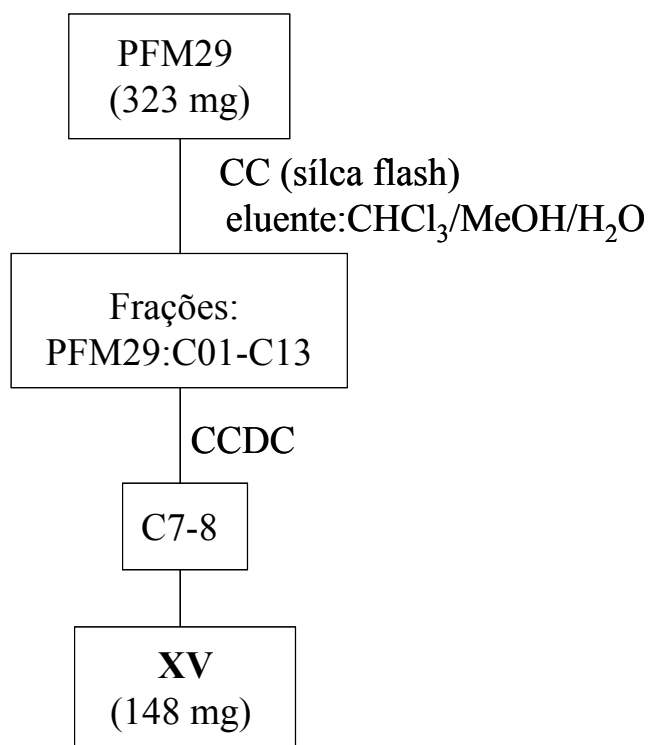 PFM29
(323 mg)
CC (sílca flash)
eluente:CHCl₃/MeOH/H₂O
Frações:
PFM29:C01-C13
CCDC
C7-8
XV
(148 mg)